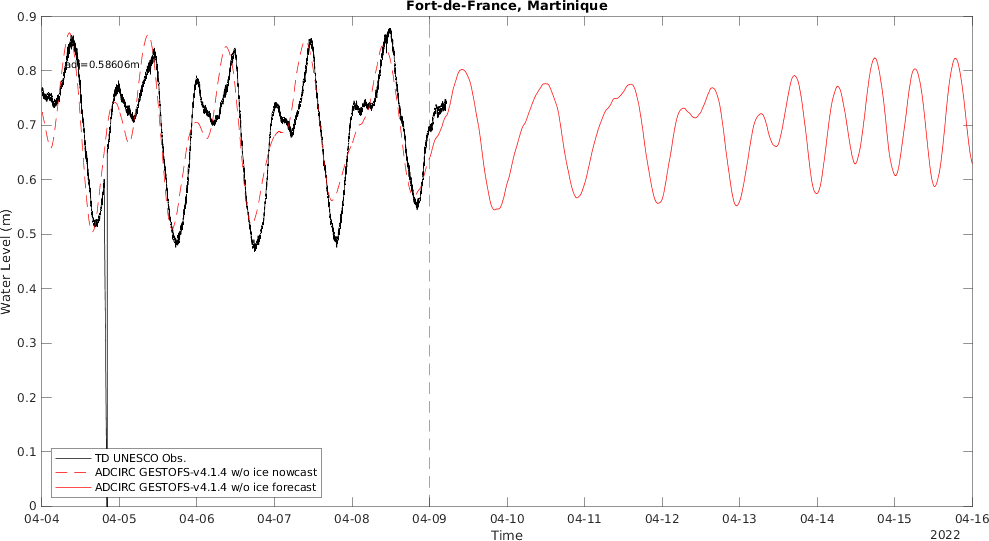 Fort-de-France, Martinique
0.9
0.8
0.7
0.6
0.5
0.4
0.3
0.2
0.1
0
Water Level (m)
adj=0.58606m
TD UNESCO Obs.
ADCIRC GESTOFS-v4.1.4 w/o ice nowcast
ADCIRC GESTOFS-v4.1.4 w/o ice forecast
04-04 04-05 04-06 04-07 04-08 04-09 04-10 04-11 04-12 04-13 04-14 04-15 04-16
Time
2022